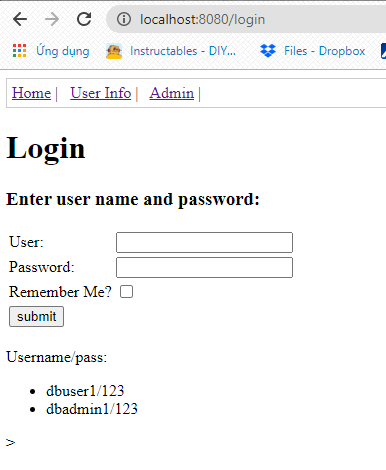 localhost:8080/login
Ứng dụng Instructables - DIY... Files - Dropbox
Home | User Info | Admin |
Login
Enter user name and password:
User:
Password:
Remember Me?
submit
Username/pass:
• dbuser1/123
• dbadmin1/123
>